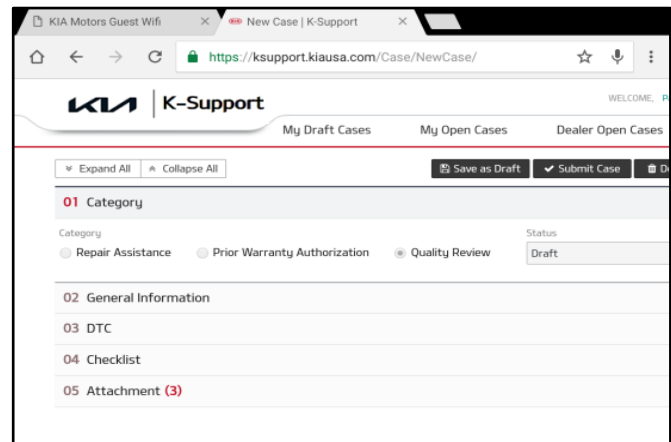 KIA Motors Guest Wifi
New Case | K-Support
https://ksupport.kiausa.com/Case/NewCase/
KIA K-Support
WELCOME,
My Draft Cases My Open Cases Dealer Open Cases
Expand All Collapse All Save as Draft Submit Case
01 Category
Category Status
Repair Assistance Prior Warranty Authorization Quality Review Draft
02 General Information
03 DTC
04 Checklist
05 Attachment (3)